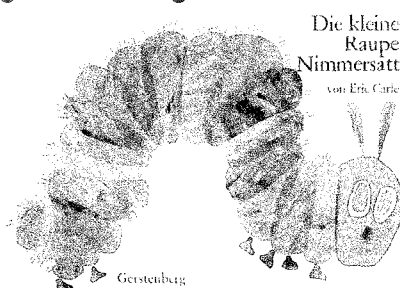 Die kleine
Raupe
Nimmersatt
von Eric Carle
Gerstenberg